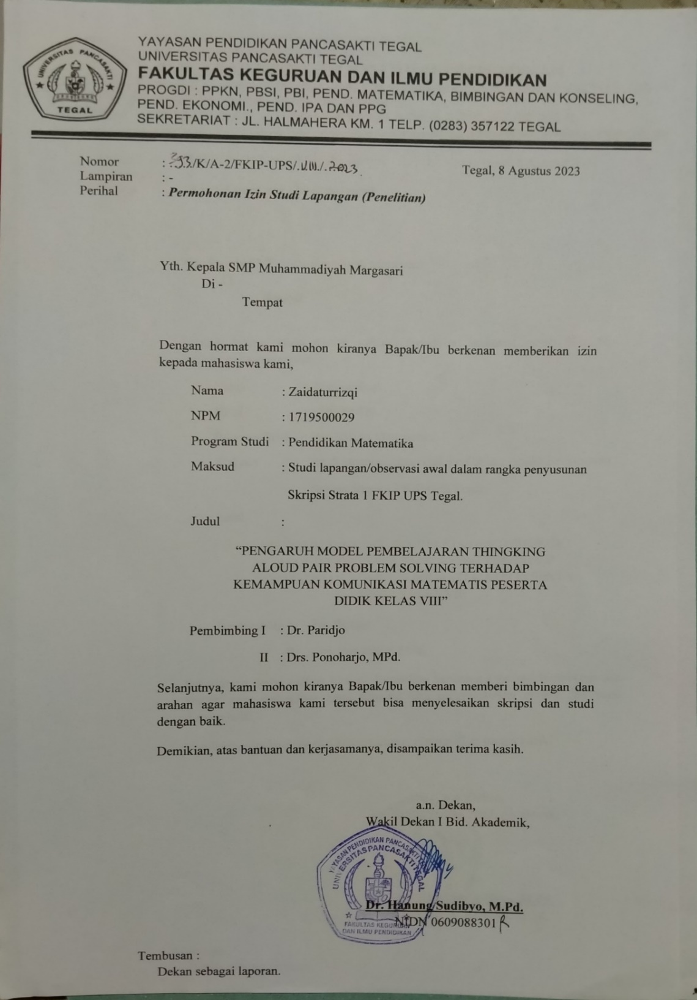 UNIVERSITAS PANCASAKTI
TEGAL
YAYASAN PENDIDIKAN PANCASAKTI TEGAL
UNIVERSITAS PANCASAKTI TEGAL
FAKULTAS KEGURUAN DAN ILMU PENDIDIKAN
PROGDI : PPKN, PBSI, PBI, PEND. MATEMATIKA, BIMBINGAN DAN KONSELING,
PEND. EKONOMI., PEND. IPA DAN PPG
SEKRETARIAT : JL. HALMAHERA KM. 1 TELP. (0283) 357122 TEGAL
Nomor : 393/K/A-2/FKIP-UPS/.VIII./.2023. Tegal, 8 Agustus 2023
Lampiran : -
Perihal : Permohonan Izin Studi Lapangan (Penelitian)
Yth. Kepala SMP Muhammadiyah Margasari
Di -
Tempat
Dengan hormat kami mohon kiranya Bapak/Ibu berkenan memberikan izin
kepada mahasiswa kami,
Nama : Zaidaturrizqi
NPM : 1719500029
Program Studi : Pendidikan Matematika
Maksud : Studi lapangan/observasi awal dalam rangka penyusunan
Skripsi Strata 1 FKIP UPS Tegal.
Judul :
“PENGARUH MODEL PEMBELAJARAN THINGKING
ALOUD PAIR PROBLEM SOLVING TERHADAP
KEMAMPUAN KOMUNIKASI MATEMATIS PESERTA
DIDIK KELAS VIII”
Pembimbing I : Dr. Paridjo
II : Drs. Ponoharjo, MPd.
Selanjutnya, kami mohon kiranya Bapak/Ibu berkenan memberi bimbingan dan
arahan agar mahasiswa kami tersebut bisa menyelesaikan skripsi dan studi
dengan baik.
Demikian, atas bantuan dan kerjasamanya, disampaikan terima kasih.
a.n. Dekan,
Wakil Dekan I Bid. Akademik,
YAYASAN PENDIDIKAN PANCASAKTI
UNIVERSITAS PANCASAKTI TEGAL
Dr. Hanung Sudibyo, M.Pd.
NIDN 0609088301
FAKULTAS KEGURUAN
DAN ILMU PENDIDIKAN
Tembusan :
Dekan sebagai laporan.